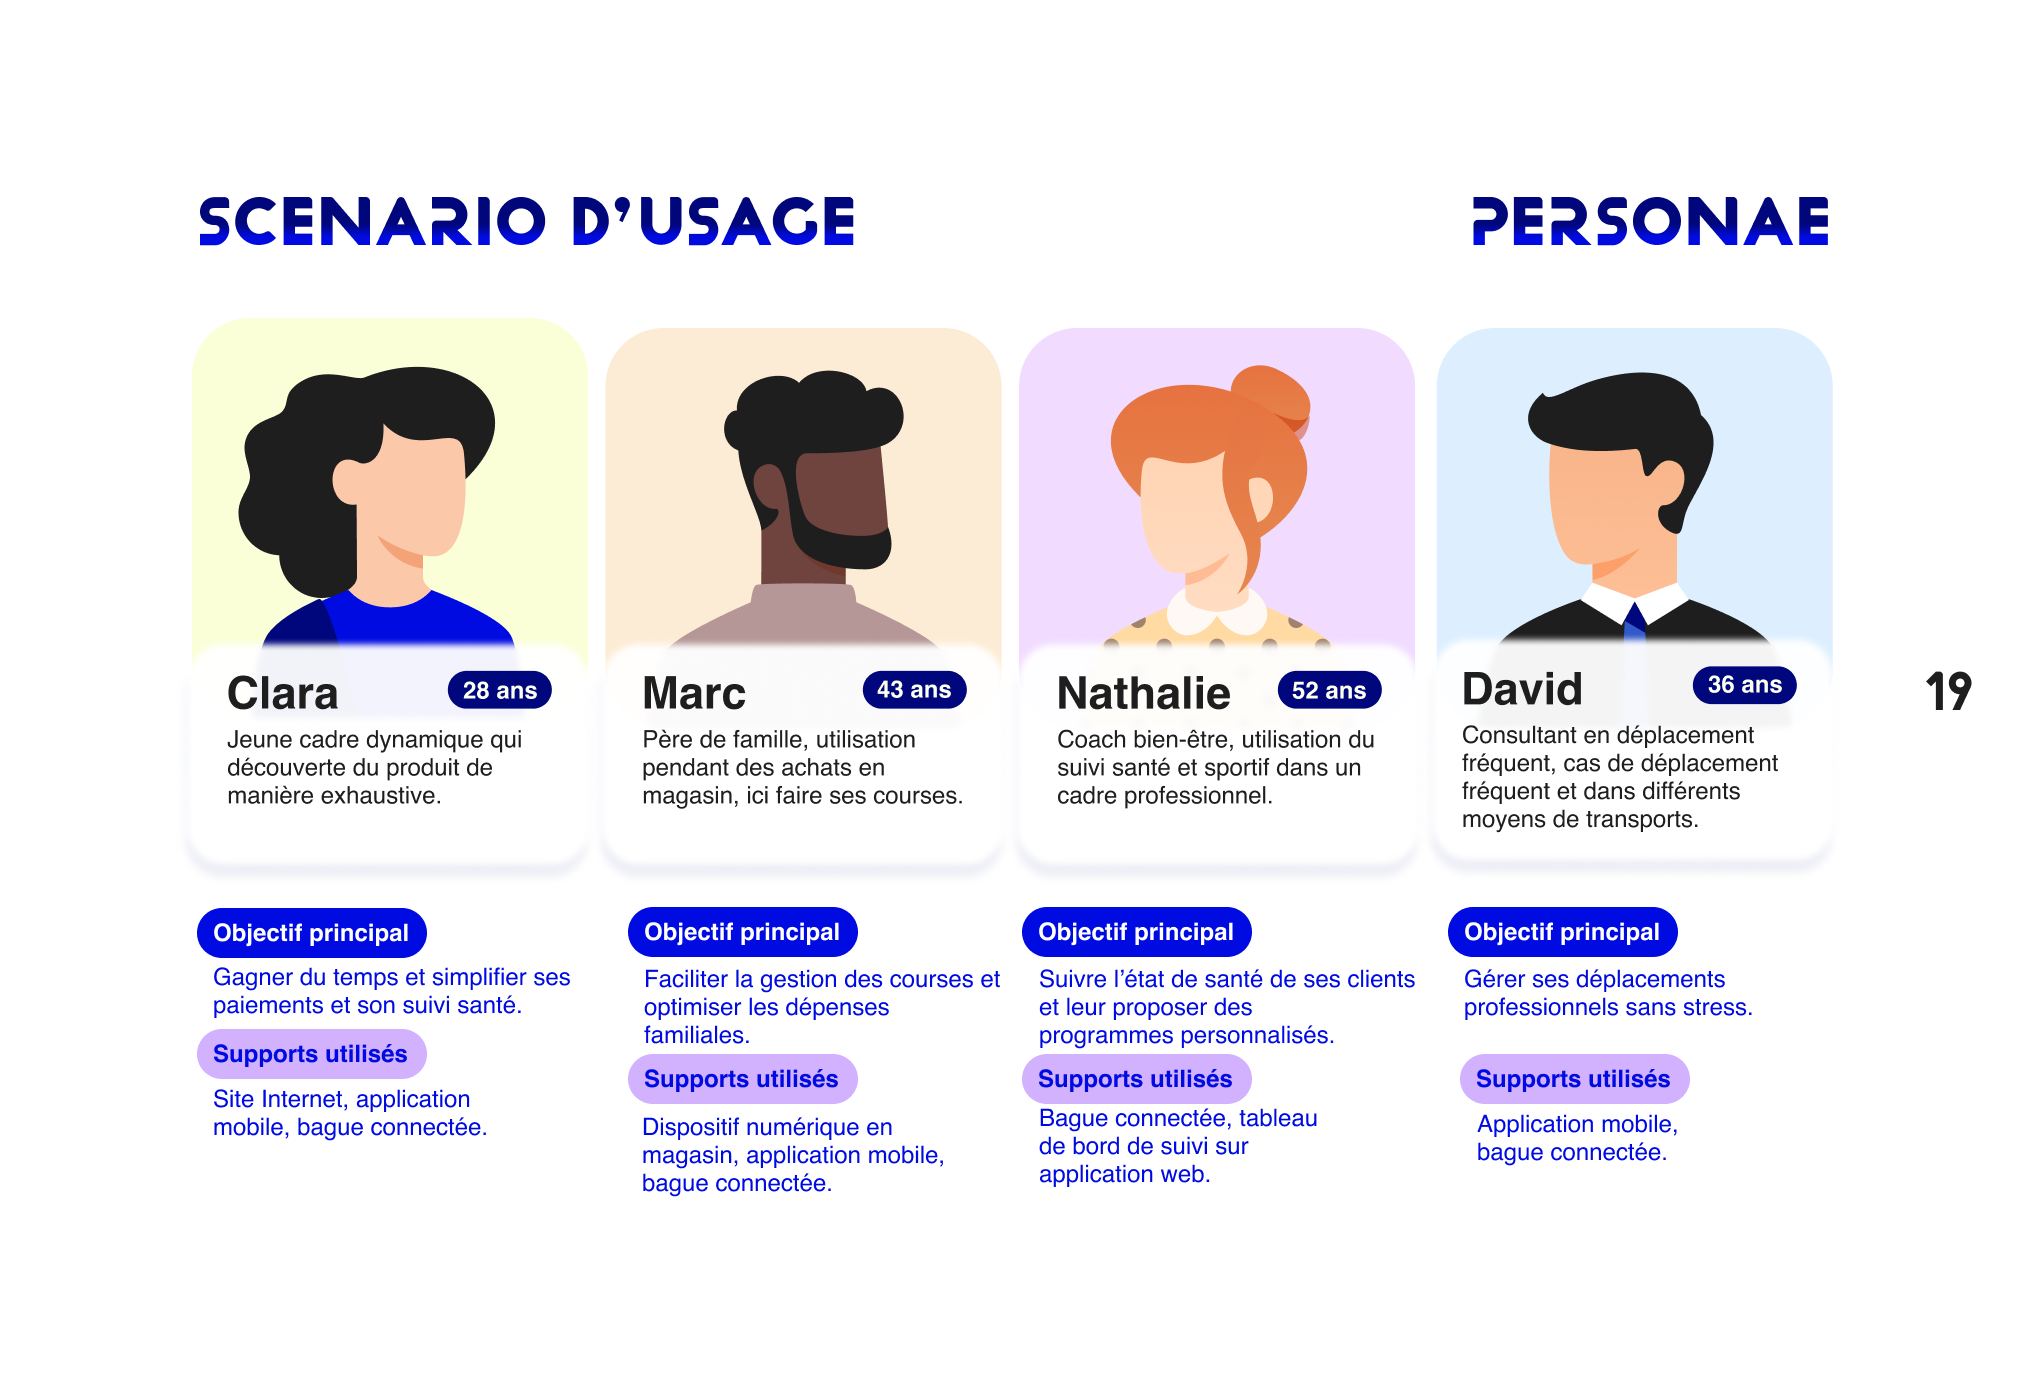 SCENARIO D’USAGE
PERSONAE
Clara
28 ans
Jeune cadre dynamique qui
découverte du produit de
manière exhaustive.
Marc
43 ans
Père de famille, utilisation
pendant des achats en
magasin, ici faire ses courses.
Nathalie
52 ans
Coach bien-être, utilisation du
suivi santé et sportif dans un
cadre professionnel.
David
36 ans
Consultant en déplacement
fréquent, cas de déplacement
fréquent et dans différents
moyens de transports.
19
Objectif principal
Gagner du temps et simplifier ses
paiements et son suivi santé.
Supports utilisés
Site Internet, application
mobile, bague connectée.
Objectif principal
Faciliter la gestion des courses et
optimiser les dépenses
familiales.
Supports utilisés
Dispositif numérique en
magasin, application mobile,
bague connectée.
Objectif principal
Suivre l’état de santé de ses clients
et leur proposer des
programmes personnalisés.
Supports utilisés
Bague connectée, tableau
de bord de suivi sur
application web.
Objectif principal
Gérer ses déplacements
professionnels sans stress.
Supports utilisés
Application mobile,
bague connectée.